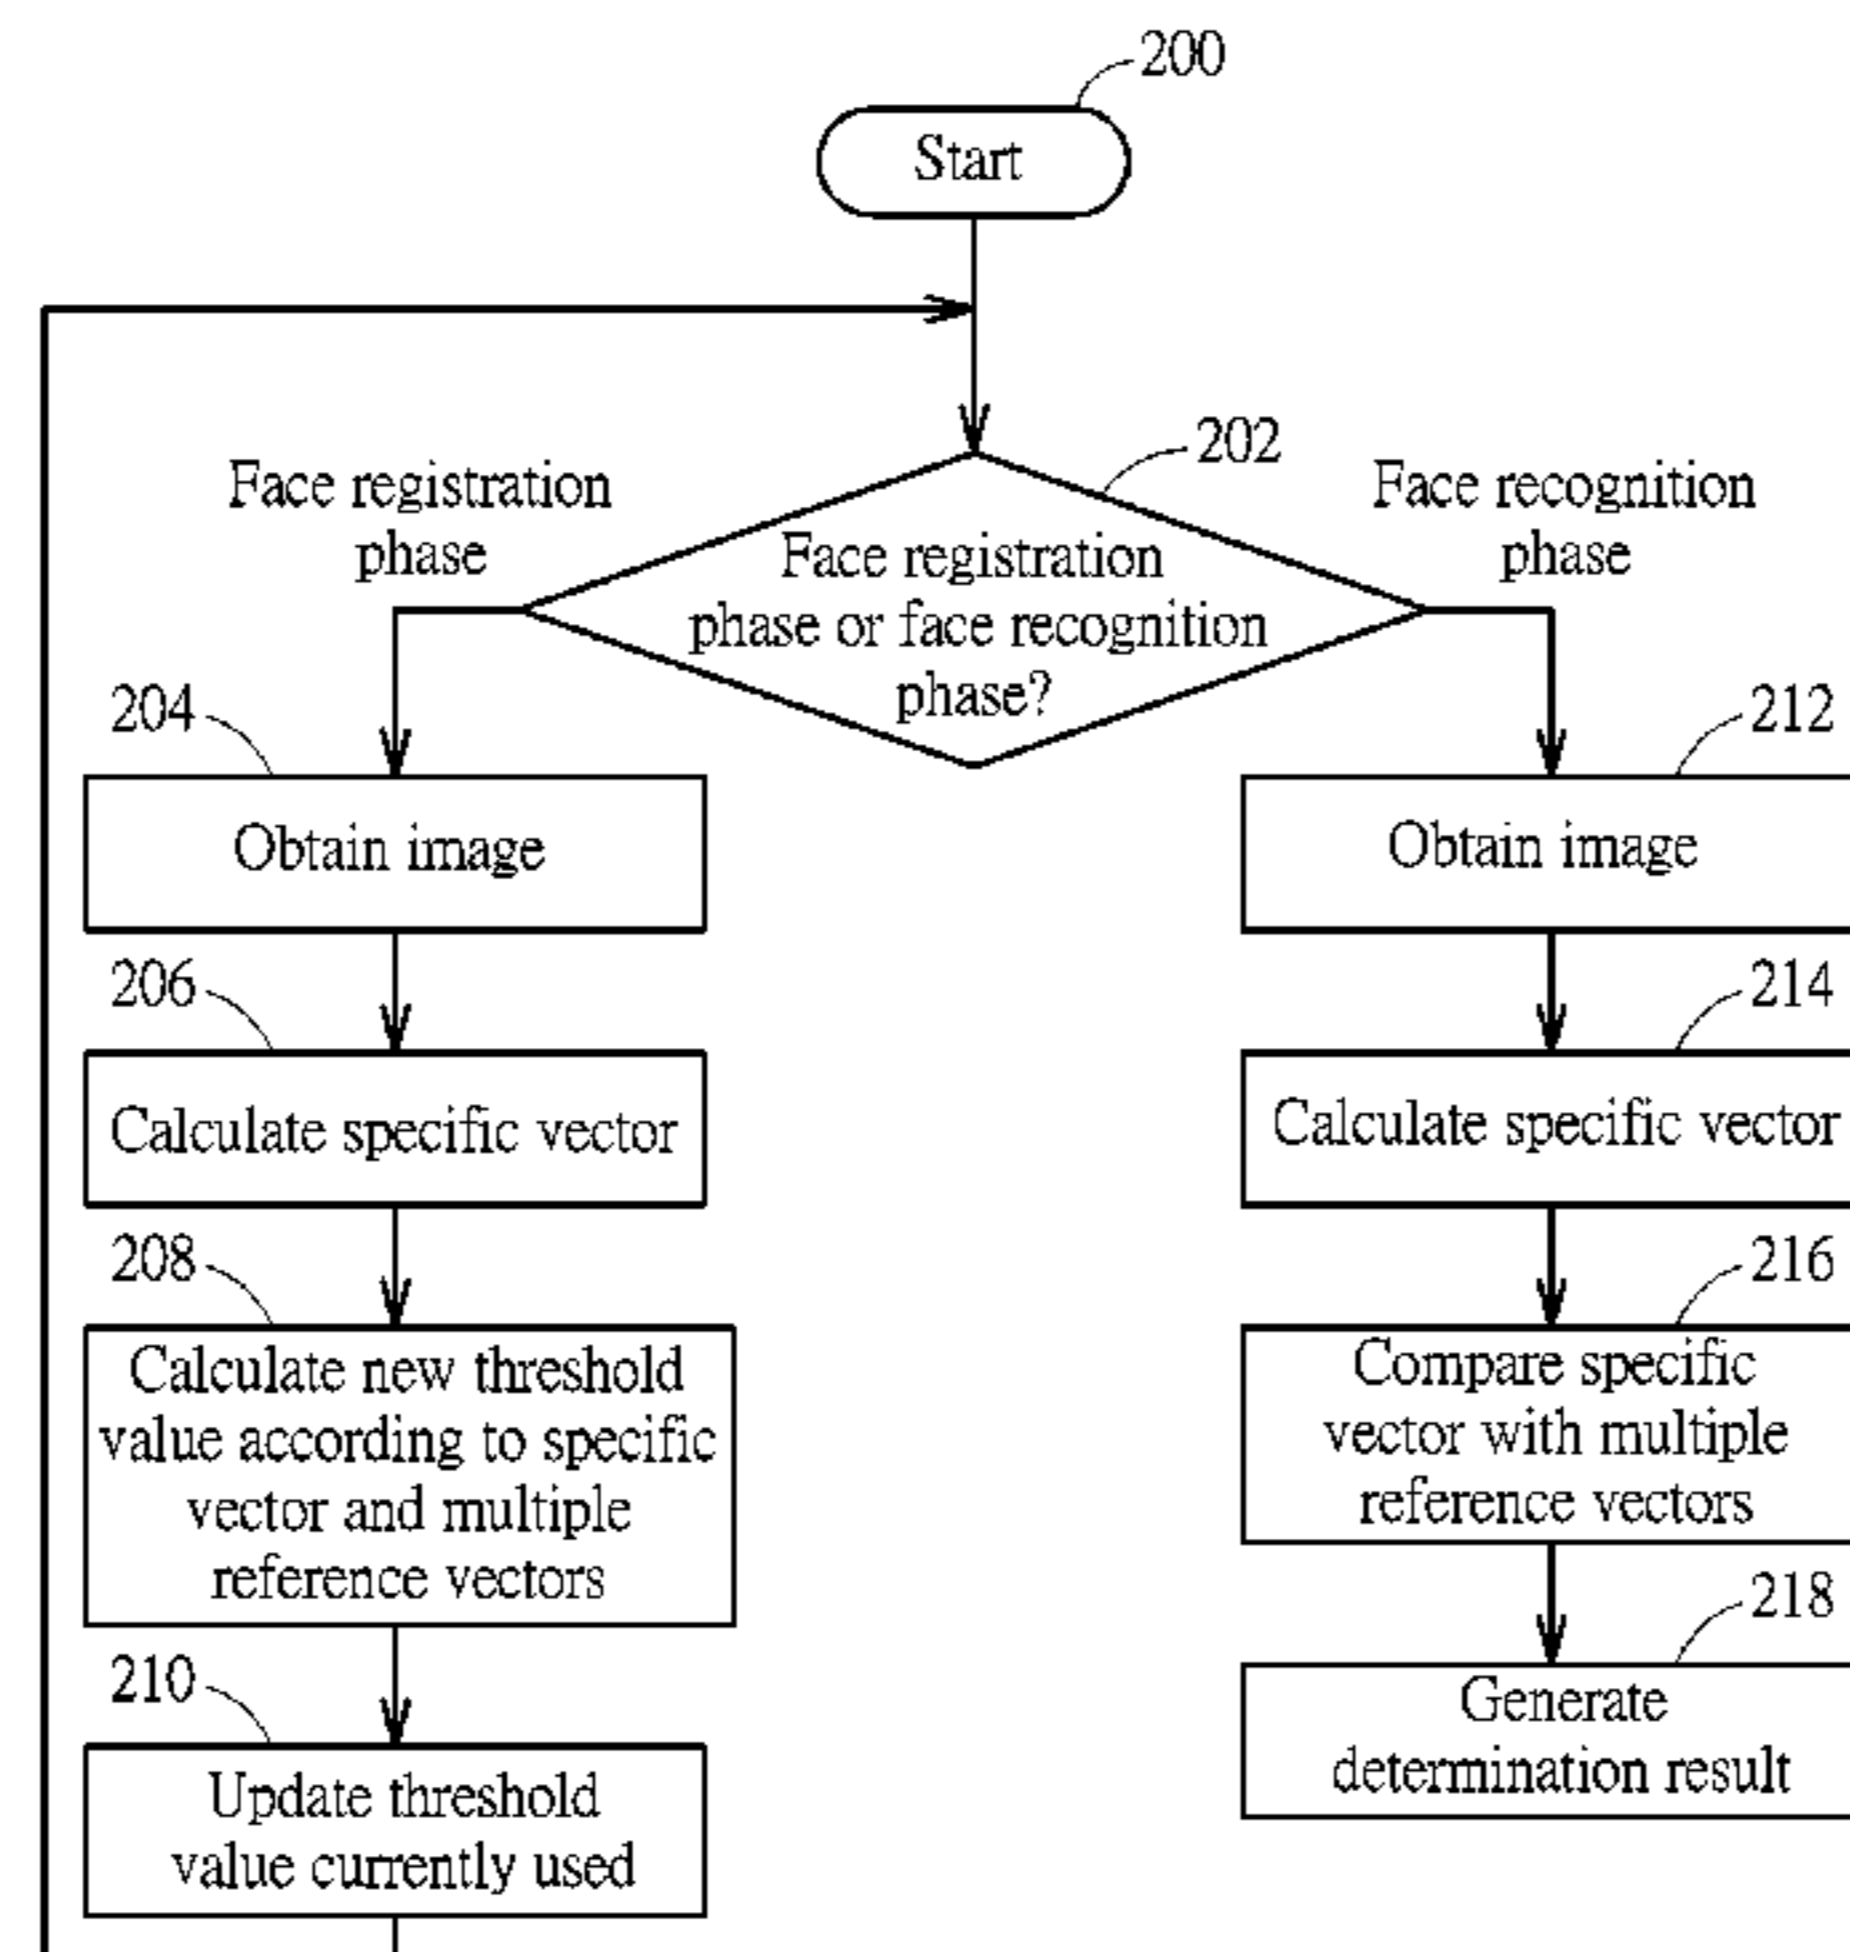 200
Start
202
Face registration
phase
Face recognition
phase
Face registration
phase or face recognition
phase?
204
Obtain image
206
Calculate specific vector
208
Calculate new threshold
value according to specific
vector and multiple
reference vectors
210
Update threshold
value currently used
212
Obtain image
214
Calculate specific vector
216
Compare specific
vector with multiple
reference vectors
218
Generate
determination result